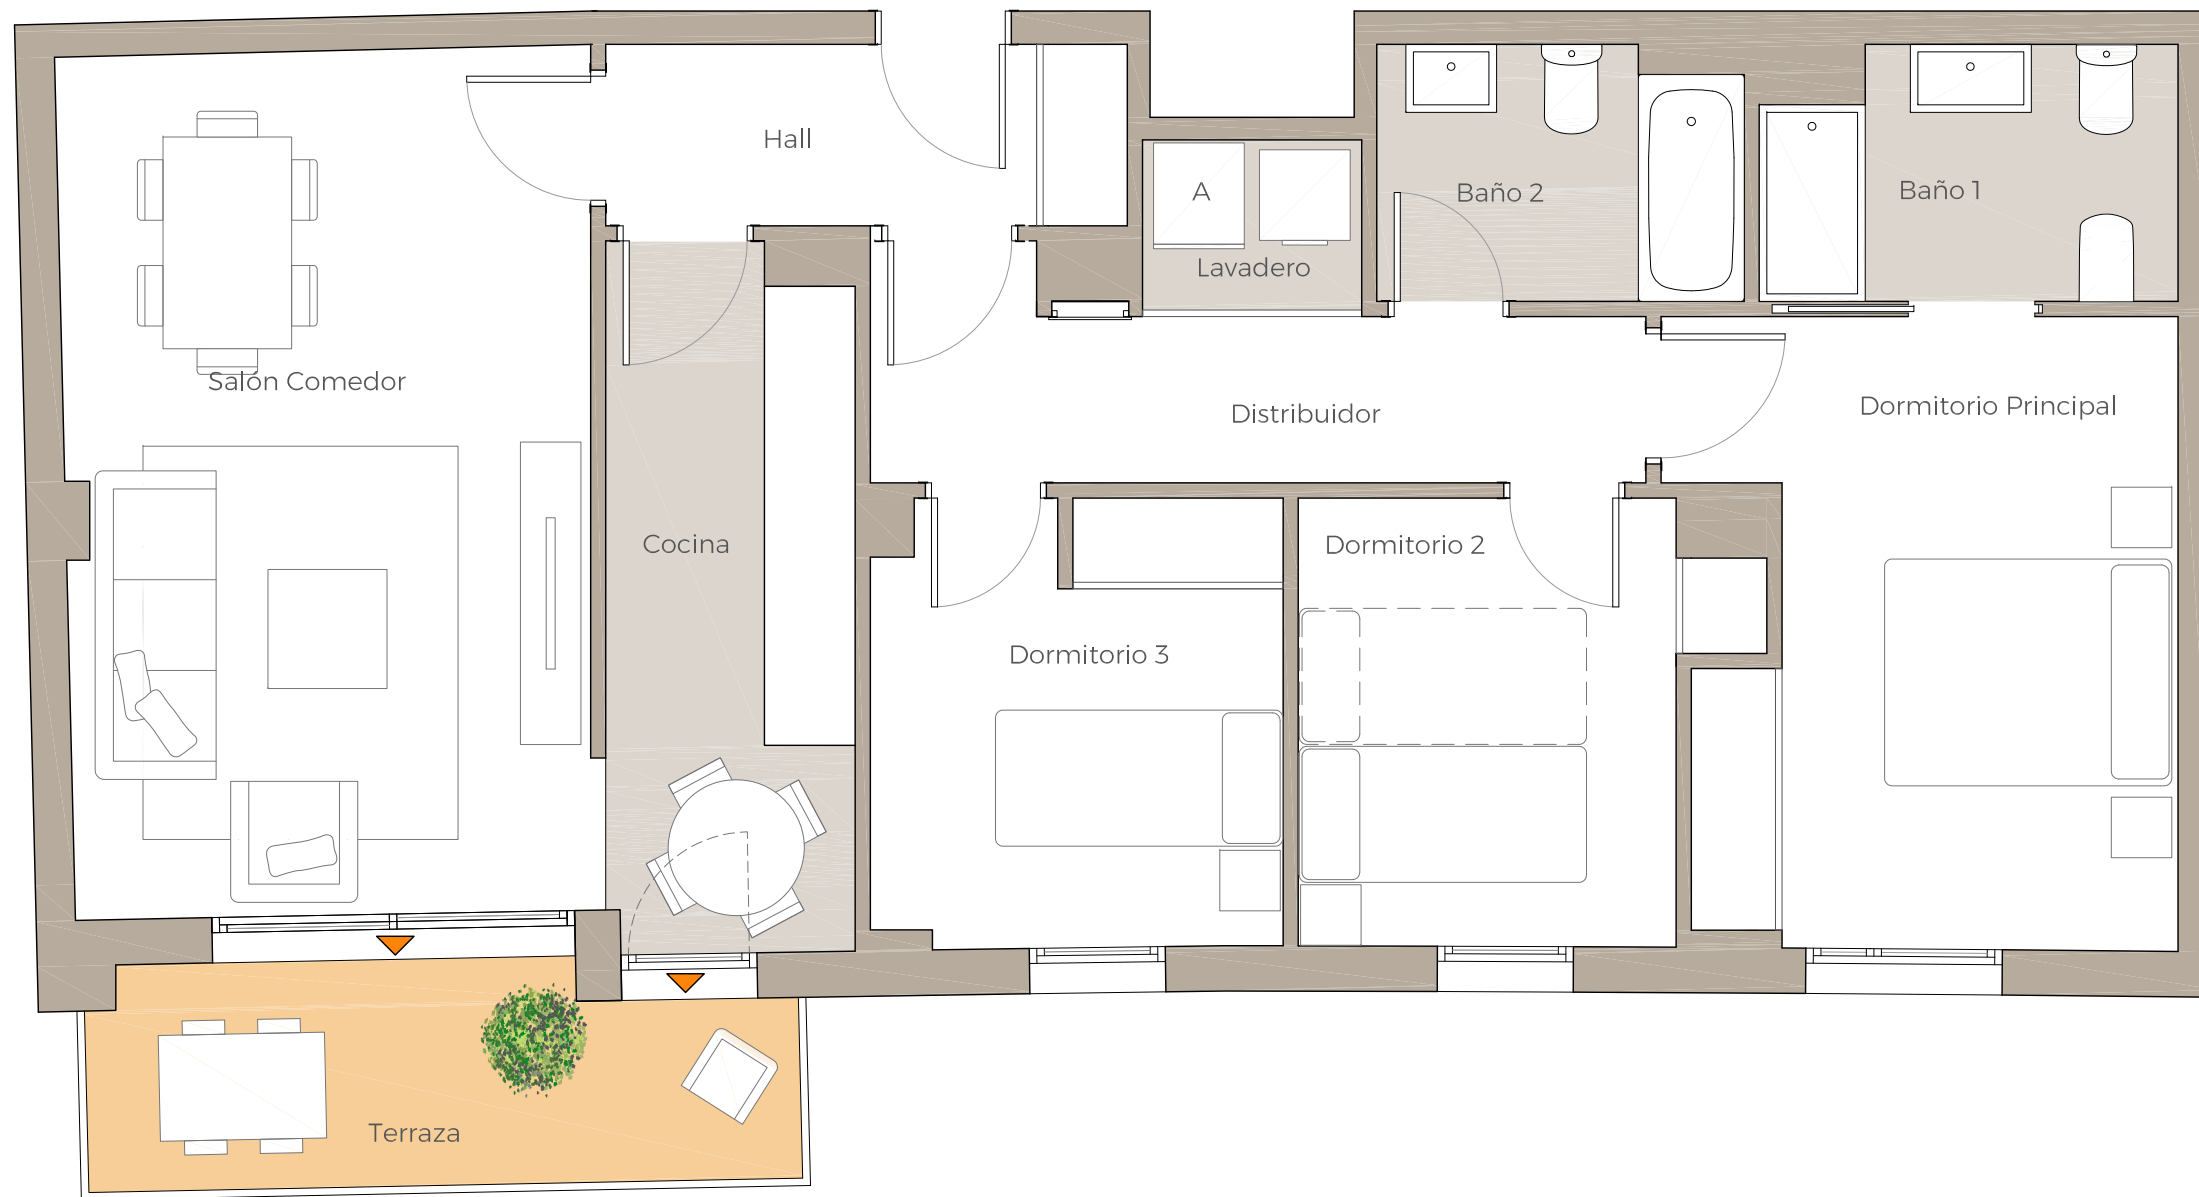 Hall
A
Baño 2
Baño 1
Lavadero
Salón Comedor
Distribuidor
Dormitorio Principal
Cocina
Dormitorio 2
Dormitorio 3
Terraza